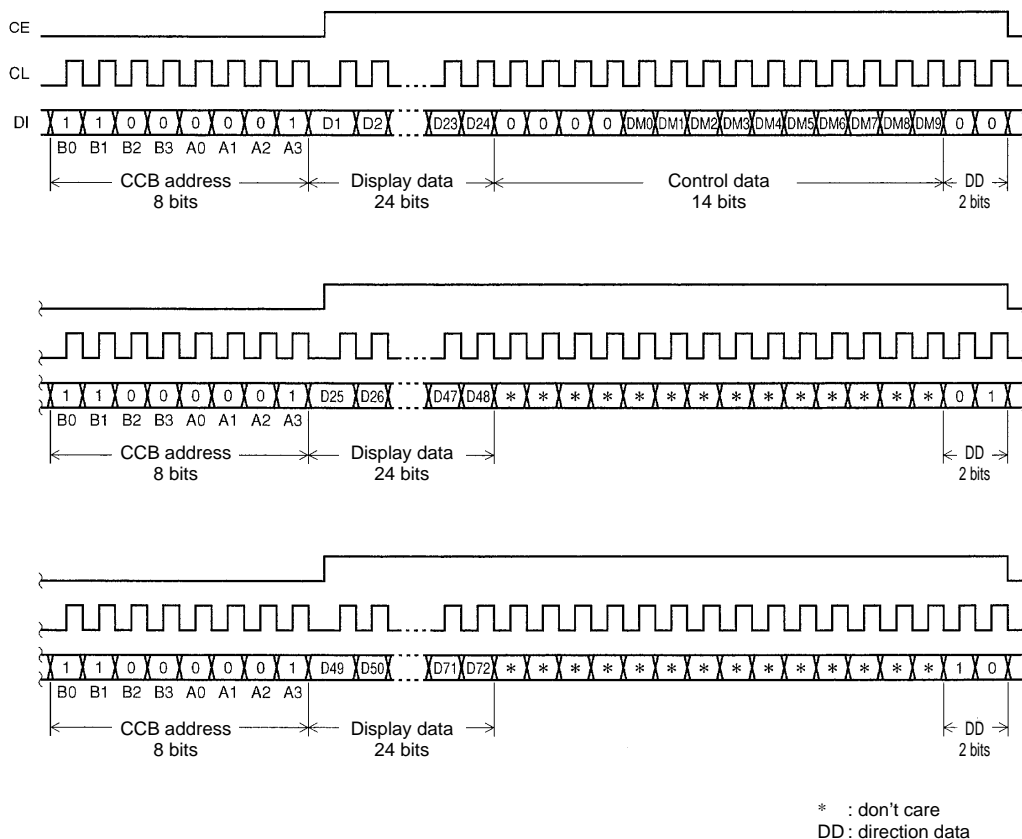 CE
CL
DI 1 1 0 0 0 0 0 1 D1 D2 D23 D24 0 0 0 0 DM0 DM1 DM2 DM3 DM4 DM5 DM6 DM7 DM8 DM9 0 0
B0 B1 B2 B3 A0 A1 A2 A3
CCB address Display data Control data DD
8 bits 24 bits 14 bits 2 bits
1 1 0 0 0 0 0 1 D25 D26 D47 D48 * * * * * * * * * * * * * * 0 1
B0 B1 B2 B3 A0 A1 A2 A3
CCB address Display data DD
8 bits 24 bits 2 bits
1 1 0 0 0 0 0 1 D49 D50 D71 D72 * * * * * * * * * * * * * * 1 0
B0 B1 B2 B3 A0 A1 A2 A3
CCB address Display data DD
8 bits 24 bits 2 bits
* : don't care
DD : direction data